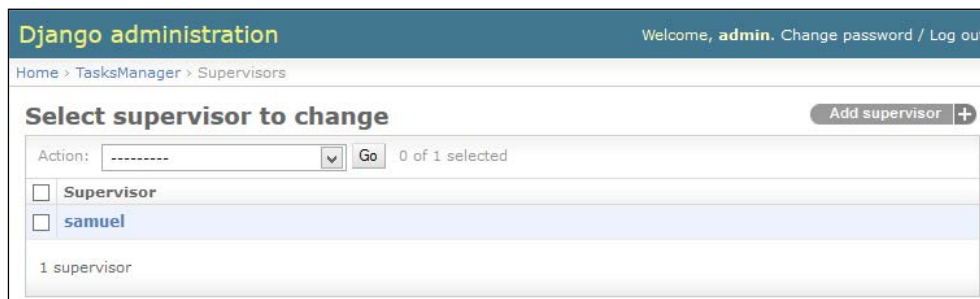 Django administration
Welcome, admin. Change password / Log out
Home › TasksManager › Supervisors
Select supervisor to change
Add supervisor +
Action: --------- Go 0 of 1 selected
Supervisor
samuel
1 supervisor